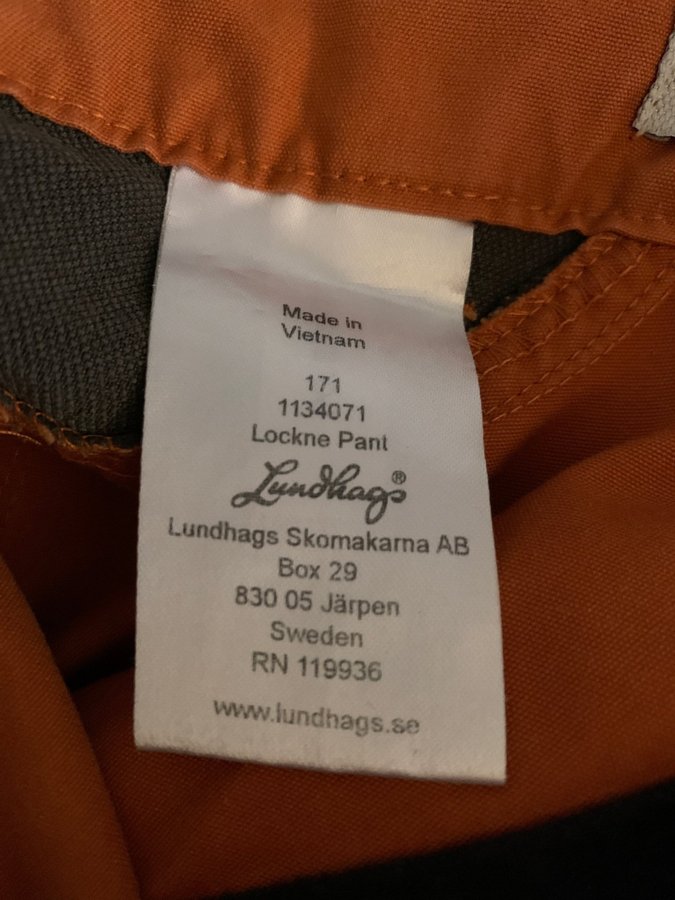 Made in
Vietnam
171
1134071
Lockne Pant
Lundhags®
Lundhags Skomakarna AB
Box 29
830 05 Järpen
Sweden
RN 119936
www.lundhags.se